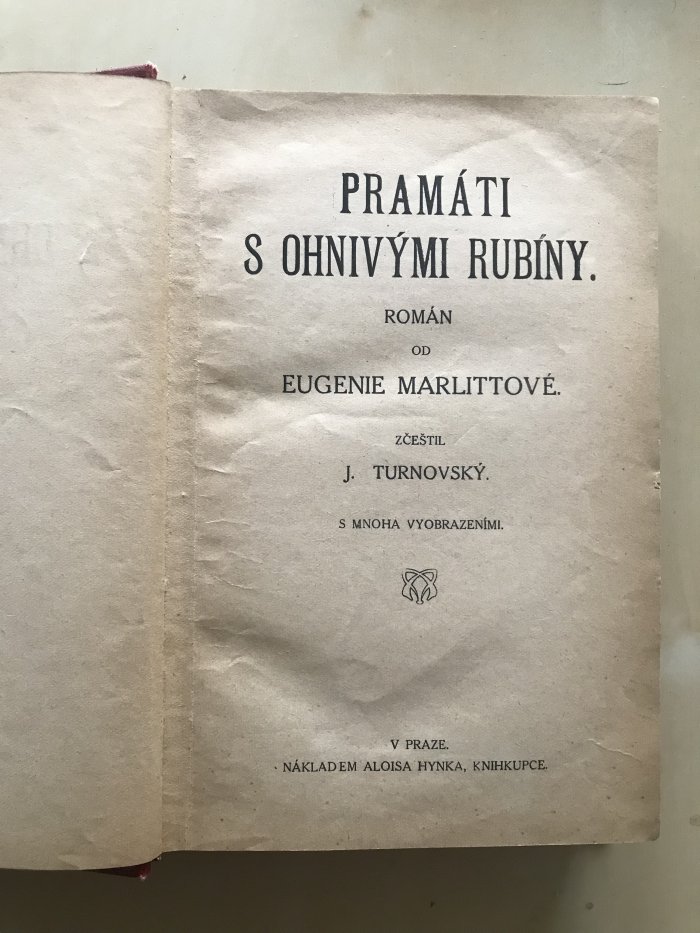 PRAMÁTI
S OHNIVÝMI RUBÍNY.
ROMÁN
OD
EUGENIE MARLITTOVÉ.
ZČEŠTIL
J. TURNOVSKÝ.
S MNOHA VYOBRAZENÍMI.
V PRAZE.
NÁKLADEM ALOISA HYNKA, KNIHKUPCE.